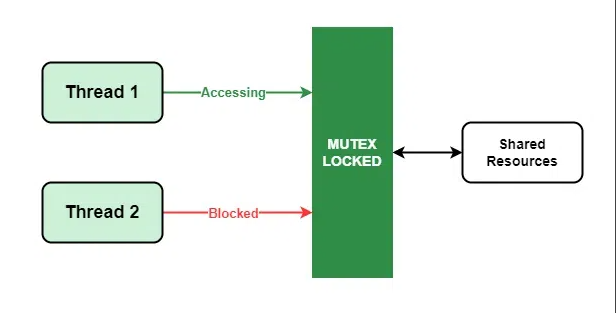 Thread 1
Accessing
MUTEX
LOCKED
Shared
Resources
Thread 2
Blocked